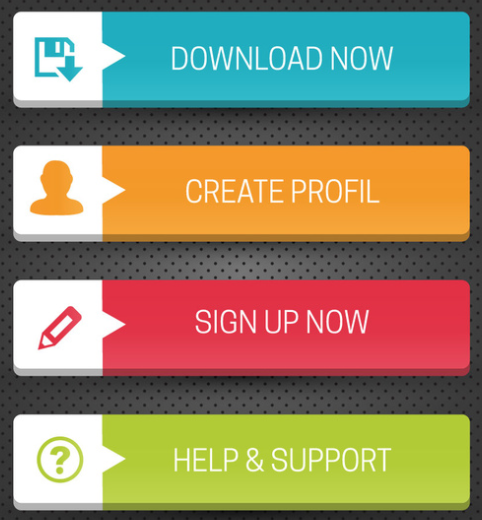 DOWNLOAD NOW
CREATE PROFIL
SIGN UP NOW
?
HELP & SUPPORT